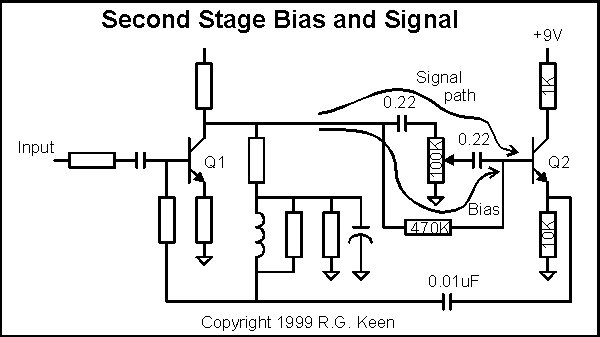 Second Stage Bias and Signal
+9V
Signal
path
1K
0.22
0.22
Input
Q1
100K
Q2
Bias
470K
10K
0.01uF
Copyright 1999 R.G. Keen